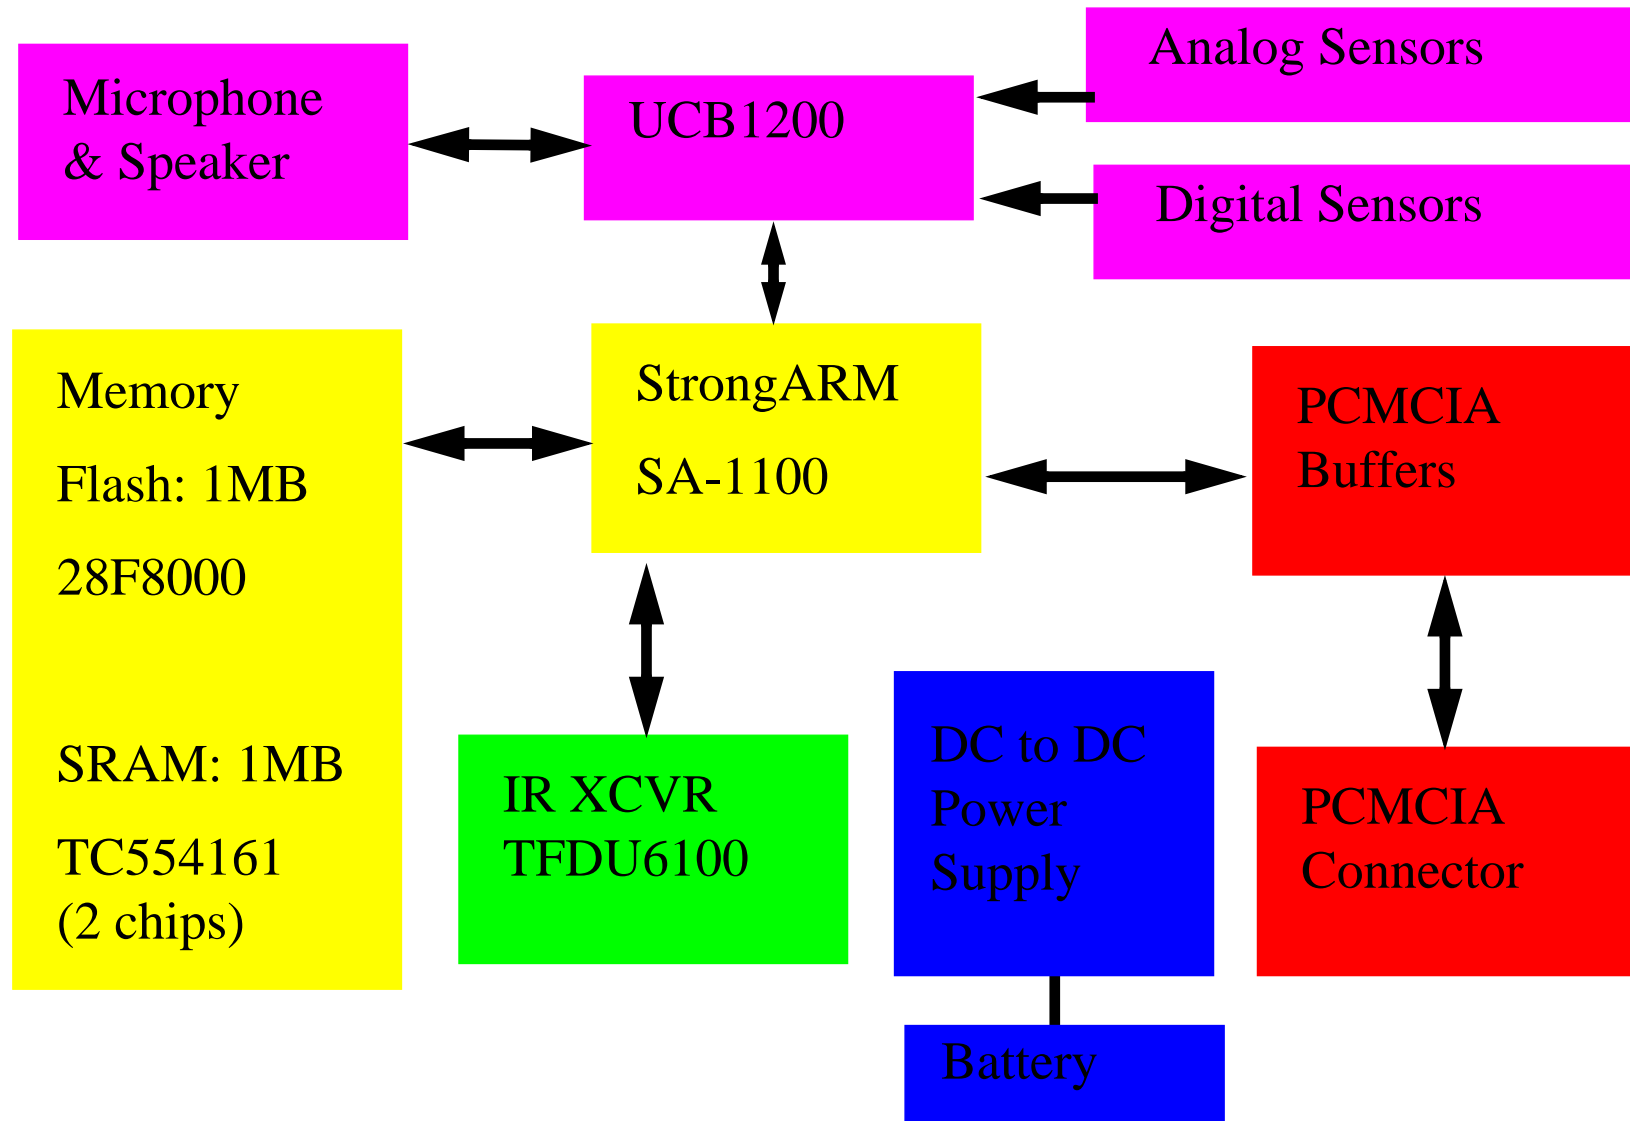 Microphone
& Speaker
UCB1200
Analog Sensors
Digital Sensors
Memory
Flash: 1MB
28F8000
SRAM: 1MB
TC554161
(2 chips)
StrongARM
SA-1100
PCMCIA
Buffers
IR XCVR
TFDU6100
DC to DC
Power
Supply
PCMCIA
Connector
Battery